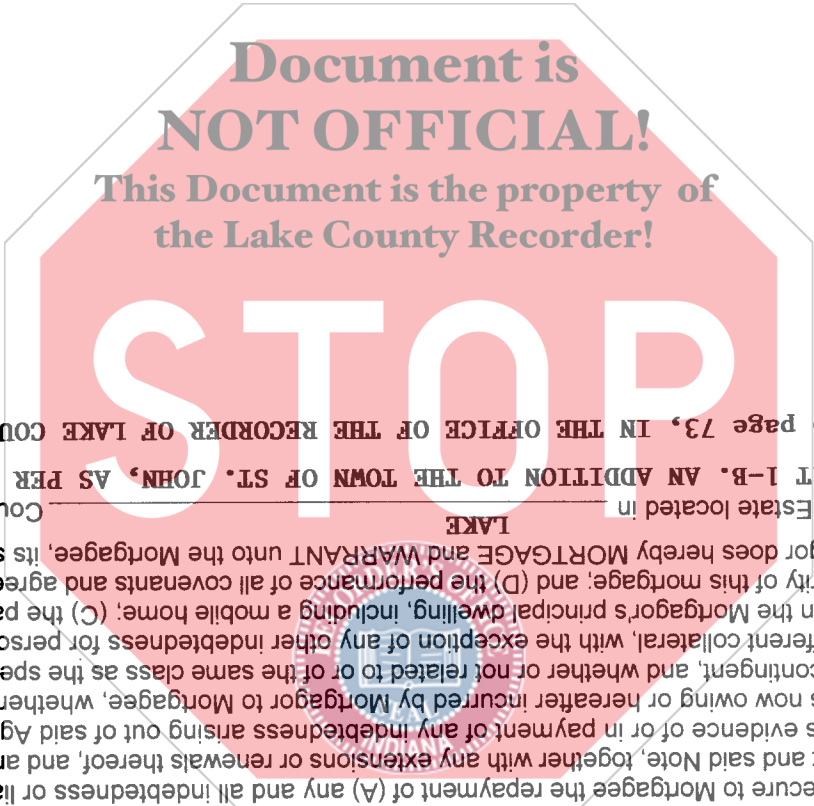 Document is
NOT OFFICIAL!
This Document is the property of
the Lake County Recorder!
STOP
ecure to Mortgagee the repayment of (A) any and all indebtedness or lia
and said Note, together with any extensions or renewals thereof, and an
s evidence of or in payment of any indebtedness arising out of said Ag
s now owing or hereafter incurred by Mortgagor to Mortgagee, whether
contingent, and whether or not related to or of the same class as the spe
ferent collateral, with the exception of any other indebtedness for perso
n the Mortgagor's principal dwelling, including a mobile home; (C) the pa
rity of this mortgage; and (D) the performance of all covenants and agree
gor does hereby MORTGAGE and WARRANT unto the Mortgagee, its s
Estate located in LAKE Cou
T 1-B. AN ADDITION TO THE TOWN OF ST. JOHN, AS PER
page 73, IN THE OFFICE OF THE RECORDER OF LAKE COU
SEAL
INDIANA